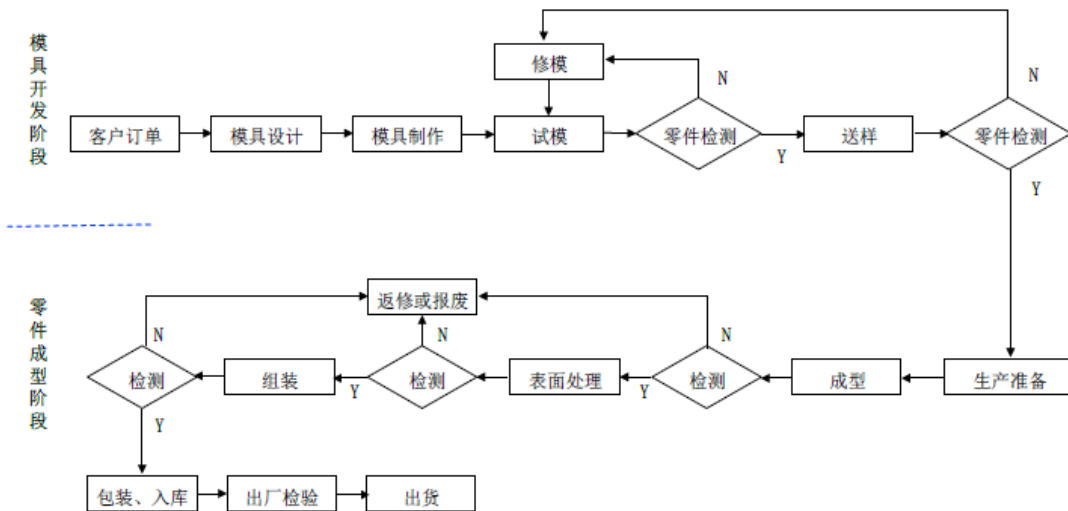 模具开发阶段
修模
N
N
客户订单
模具设计
模具制作
试模
零件检测
送样
零件检测
Y
Y
零件成型阶段
返修或报废
N
N
N
检测
组装
检测
表面处理
检测
成型
生产准备
Y
Y
Y
包装、入库
出厂检验
出货